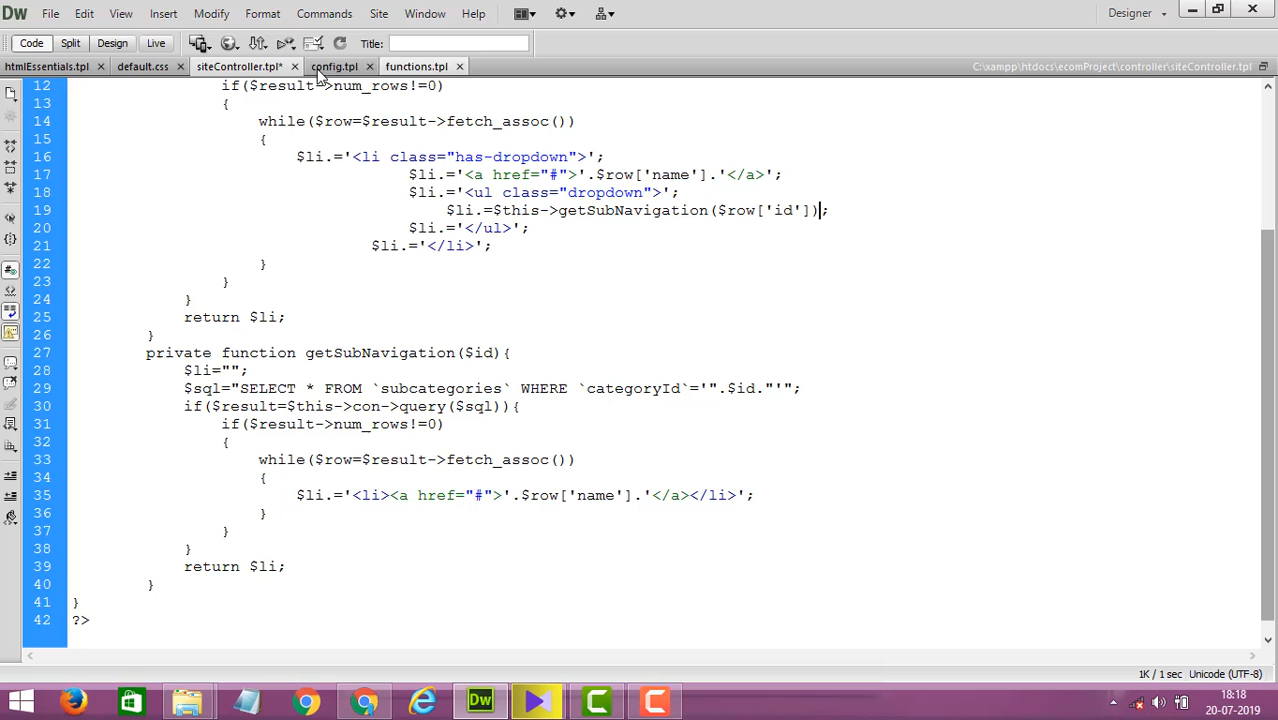 Dw File Edit View Insert Modify Format Commands Site Window Help Designer
Code Split Design Live Title:
htmlEssentials.tpl × default.css × siteController.tpl* × config.tpl × functions.tpl × C:\xampp\htdocs\ecomProject\controller\siteController.tpl
12 if($result->num_rows!=0)
13 {
14 while($row=$result->fetch_assoc())
15 {
16 $li.='<li class="has-dropdown">';
17 $li.='<a href="#">'.$row['name'].'</a>';
18 $li.='<ul class="dropdown">';
19 $li.=$this->getSubNavigation($row['id']);
20 $li.='</ul>';
21 $li.='</li>';
22 }
23 }
24 }
25 return $li;
26 }
27 private function getSubNavigation($id){
28 $li="";
29 $sql="SELECT * FROM `subcategories` WHERE `categoryId`='".$id."'";
30 if($result=$this->con->query($sql)){
31 if($result->num_rows!=0)
32 {
33 while($row=$result->fetch_assoc())
34 {
35 $li.='<li><a href="#">'.$row['name'].'</a></li>';
36 }
37 }
38 }
39 return $li;
40 }
41 }
42 ?>
1K / 1 sec Unicode (UTF-8)
Dw 18:18
20-07-2019